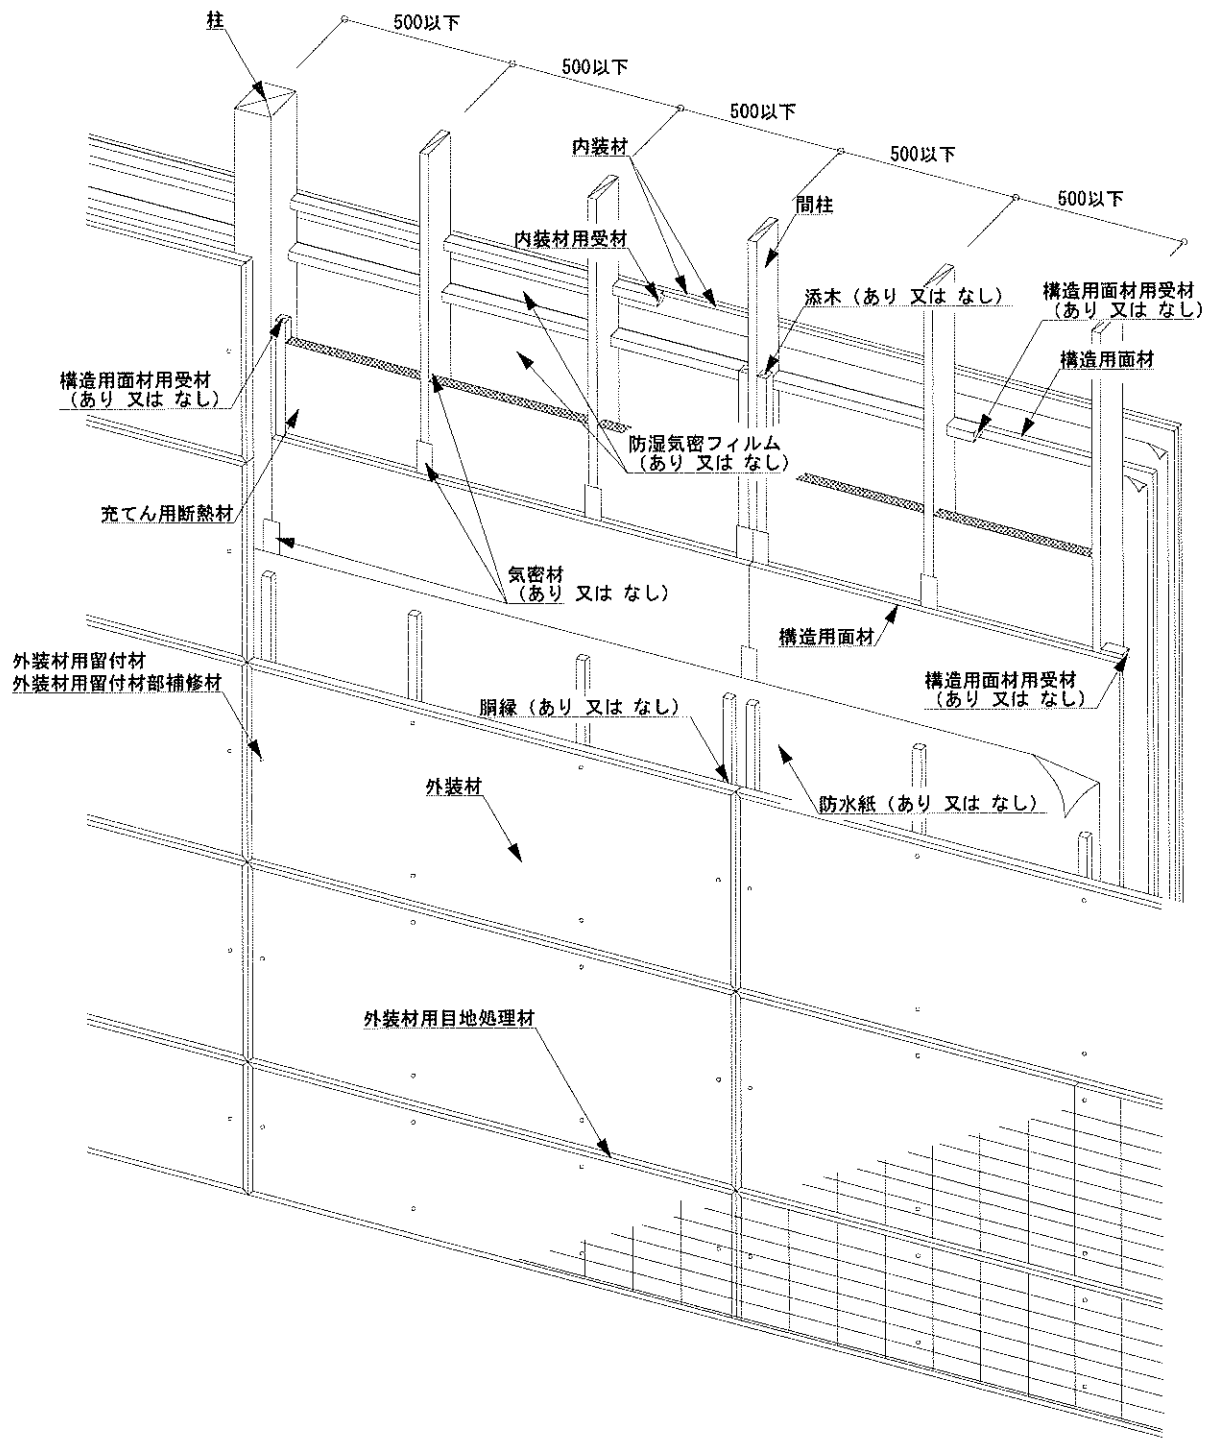 柱
500以下
500以下
500以下
500以下
500以下
内装材
間柱
内装材用受材
添木（あり 又は なし）
構造用面材用受材
（あり 又は なし）
構造用面材
構造用面材用受材
（あり 又は なし）
防湿気密フィルム
（あり 又は なし）
充てん用断熱材
気密材
（あり 又は なし）
構造用面材
外装材用留付材
外装材用留付材部補修材
構造用面材用受材
（あり 又は なし）
胴縁（あり 又は なし）
外装材
防水紙（あり 又は なし）
外装材用目地処理材